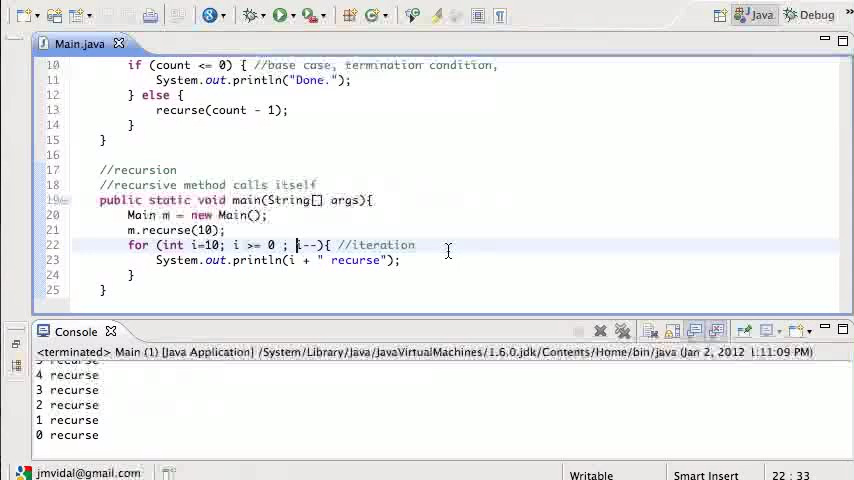 Java
Debug
Main.java
10 if (count <= 0) { //base case, termination condition,
11 System.out.println("Done.");
12 } else {
13 recurse(count - 1);
14 }
15 }
16
17 //recursion
18 //recursive method calls itself
19 public static void main(String[] args){
20 Main m = new Main();
21 m.recurse(10);
22 for (int i=10; i >= 0 ; i--){ //iteration
23 System.out.println(i + " recurse");
24 }
25 }
Console
<terminated> Main (1) [Java Application] /System/Library/Java/JavaVirtualMachines/1.6.0.jdk/Contents/Home/bin/java (Jan 2, 2012 1:11:09 PM)
4 recurse
3 recurse
2 recurse
1 recurse
0 recurse
jmvidal@gmail.com
Writable
Smart Insert
22 : 33